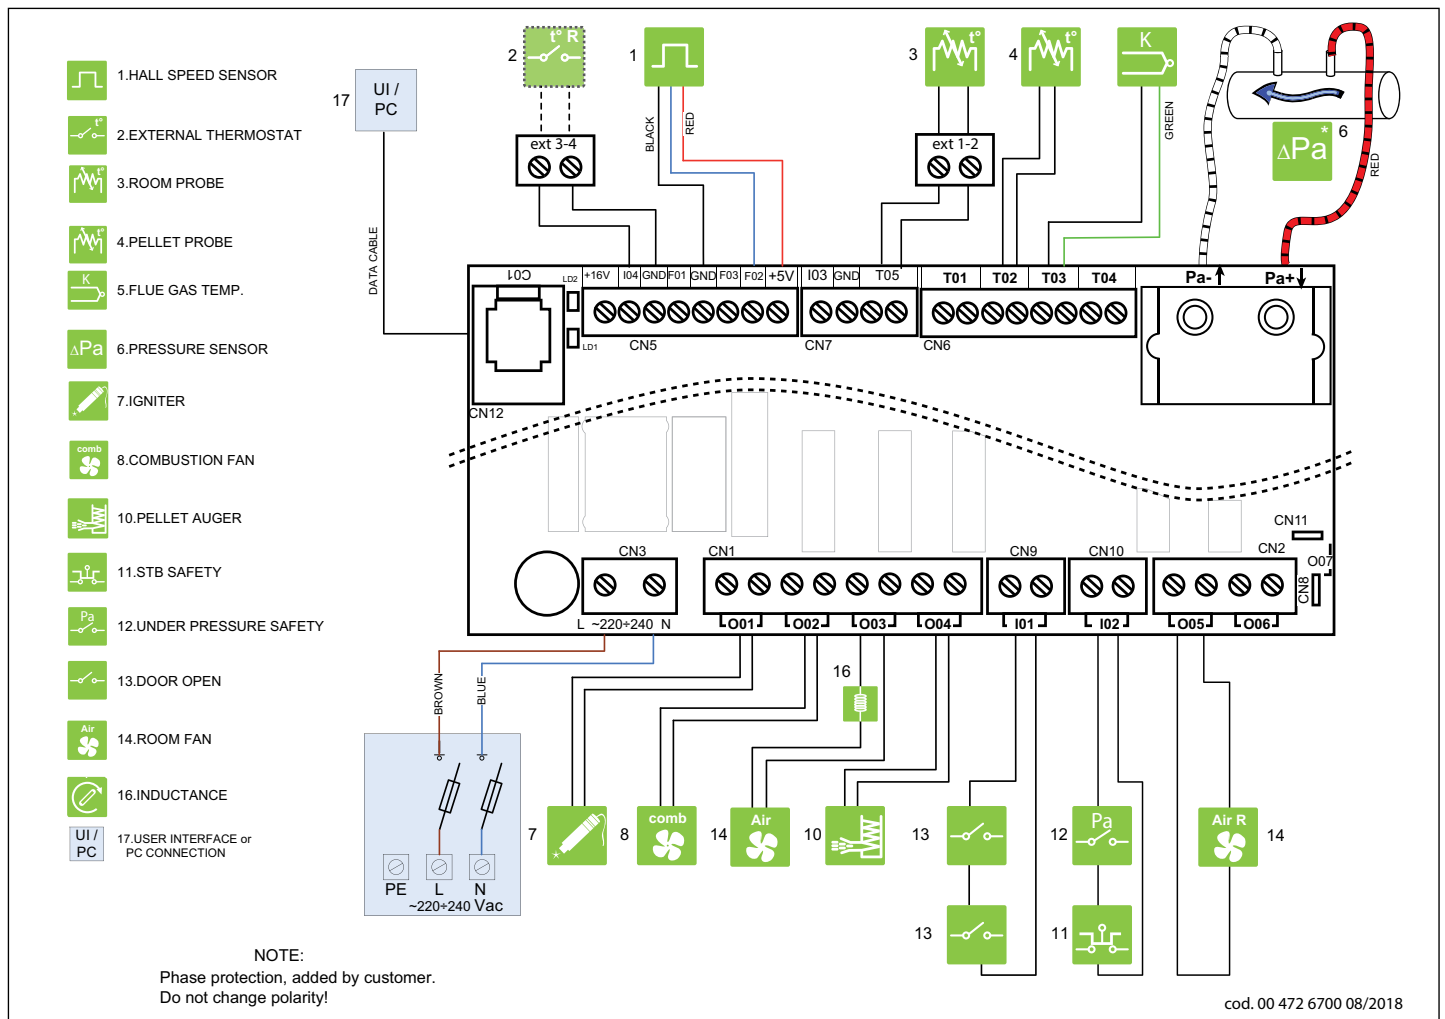 1.HALL SPEED SENSOR
t°
2.EXTERNAL THERMOSTAT
t°
3.ROOM PROBE
t°
4.PELLET PROBE
K
5.FLUE GAS TEMP.
ΔPa
6.PRESSURE SENSOR
7.IGNITER
comb
8.COMBUSTION FAN
10.PELLET AUGER
11.STB SAFETY
Pa
12.UNDER PRESSURE SAFETY
13.DOOR OPEN
Air
14.ROOM FAN
16.INDUCTANCE
UI / PC
17.USER INTERFACE or
PC CONNECTION
17
UI /
PC
DATA CABLE
2
t° R
ext 3-4
1
BLACK
RED
3
t°
ext 1-2
4
t°
K
GREEN
6
ΔPa*
RED
C01
LD2
LD1
CN12
+16V I04 GND F01 GND F03 F02 +5V
CN5
I03 GND T05
CN7
T01 T02 T03 T04
CN6
Pa- Pa+
CN3
L ~220÷240 N
CN1
O01 O02 O03 O04
CN9
I01
CN10
I02
CN11
CN2
O07
CN8
O05 O06
BROWN
BLUE
PE L N
~220÷240 Vac
16
7
8
comb
14
Air
10
13
13
12
Pa
11
Air R
14
NOTE:
Phase protection, added by customer.
Do not change polarity!
cod. 00 472 6700 08/2018